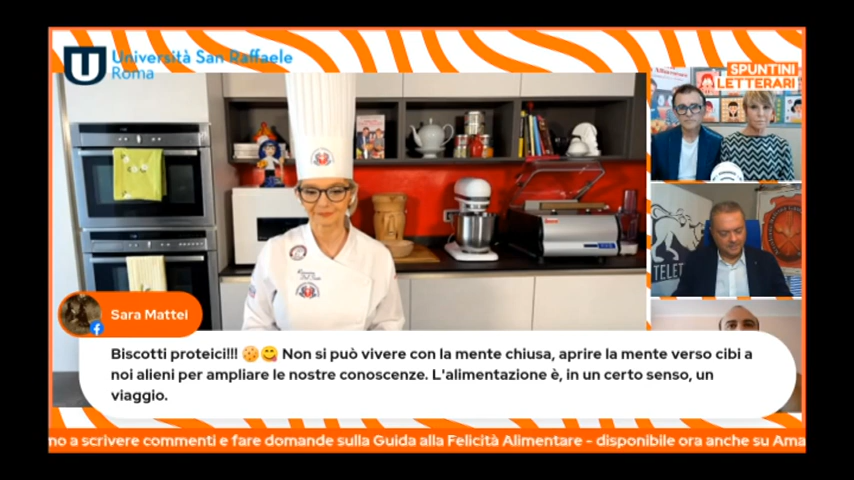 Università San Raffaele
Roma
SPUNTINI
LETTERARI
TELET
Sara Mattei
Biscotti proteici!!! 🍪😋 Non si può vivere con la mente chiusa, aprire la mente verso cibi a
noi alieni per ampliare le nostre conoscenze. L'alimentazione è, in un certo senso, un
viaggio.
mo a scrivere commenti e fare domande sulla Guida alla Felicità Alimentare - disponibile ora anche su Ama